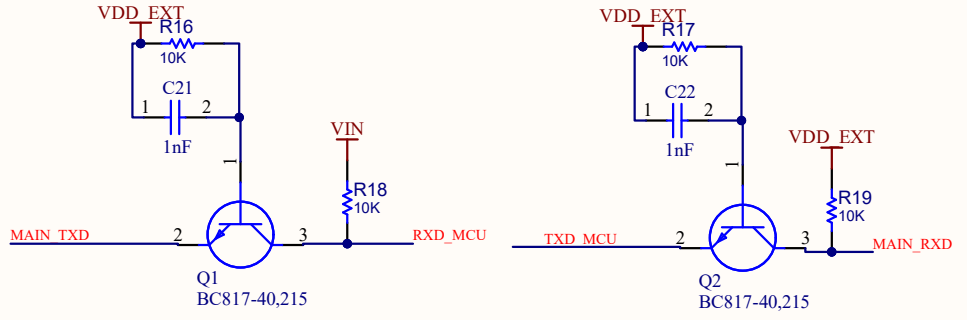 VDD_EXT
R16
10K
C21
1 2
1nF
1
VIN
R18
10K
MAIN_TXD
2
3
RXD_MCU
Q1
BC817-40,215
VDD_EXT
R17
10K
C22
1 2
1nF
1
VDD_EXT
R19
10K
TXD_MCU
2
3
MAIN_RXD
Q2
BC817-40,215